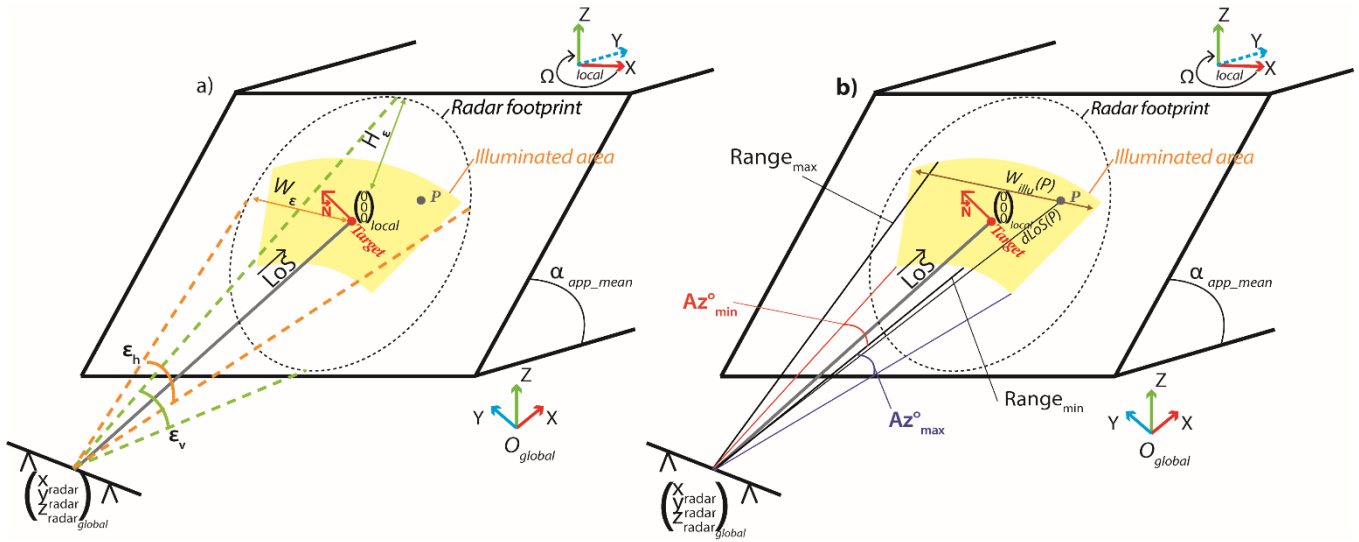 a)
Z
Y
X
Ω
local
Radar footprint
H ε
Illuminated area
W ε
P
N
(0 0 0) local
Target
LoS
α app_mean
ε h
ε v
Z
Y
X
O global
(x radar
y radar
z radar) global
b)
Z
Y
X
Ω
local
Radar footprint
Range max
Illuminated area
W illu (P)
P
N
(0 0 0) local
Target
dLoS(P)
LoS
α app_mean
Az° min
Range min
Az° max
Z
Y
X
O global
(x radar
y radar
z radar) global